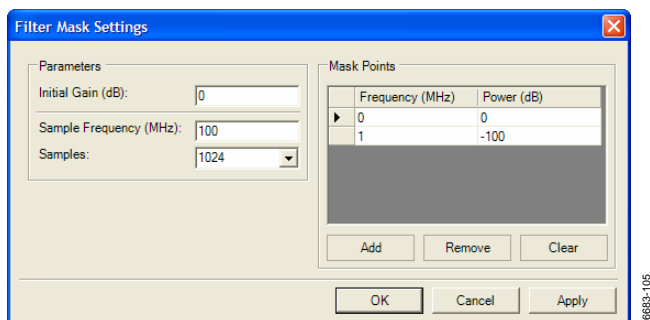 Filter Mask Settings
Parameters
Initial Gain (dB): 0
Sample Frequency (MHz): 100
Samples: 1024
Mask Points
Frequency (MHz) Power (dB)
0 0
1 -100
Add Remove Clear
OK Cancel Apply
6683-105